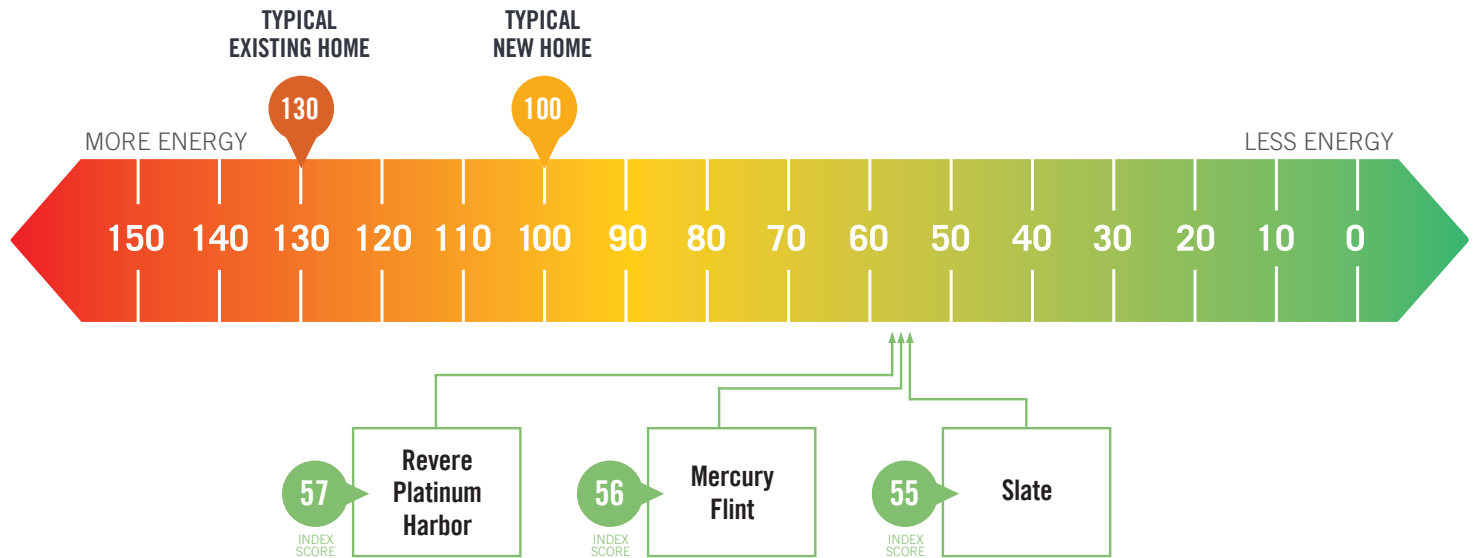 TYPICAL
EXISTING HOME
TYPICAL
NEW HOME
130
100
MORE ENERGY
LESS ENERGY
150 140 130 120 110 100 90 80 70 60 50 40 30 20 10 0
57
INDEX
SCORE
Revere
Platinum
Harbor
56
INDEX
SCORE
Mercury
Flint
55
INDEX
SCORE
Slate